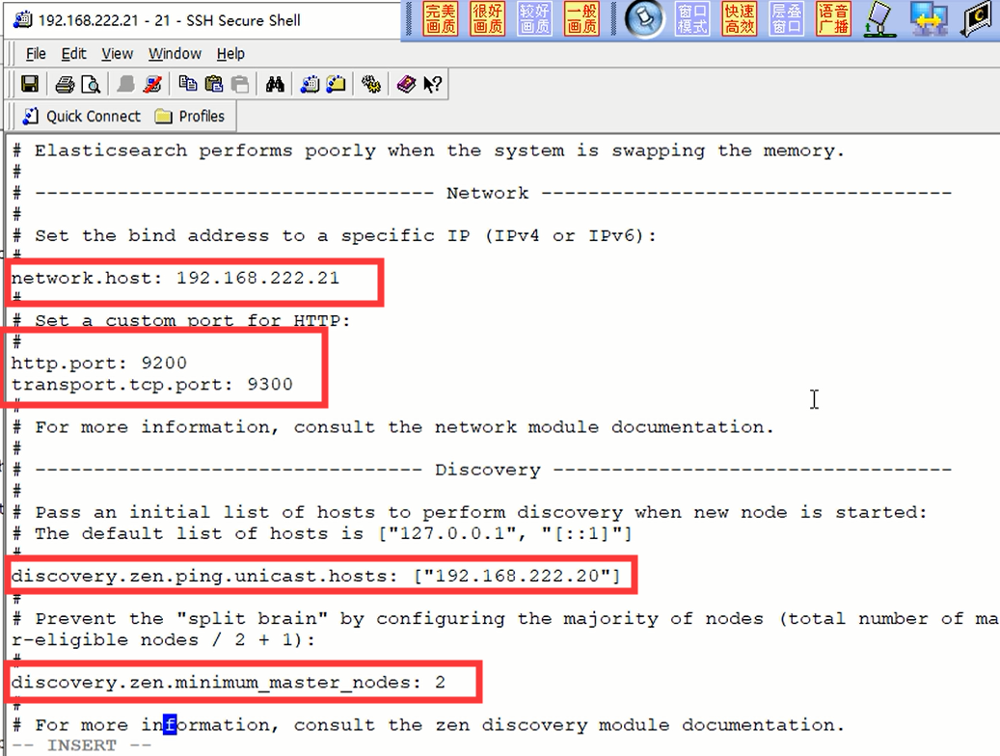 192.168.222.21 - 21 - SSH Secure Shell
完美画质 很好画质 较好画质 一般画质 窗口模式 快速高效 层叠窗口 语音广播
File Edit View Window Help
Quick Connect Profiles
# Elasticsearch performs poorly when the system is swapping the memory.
#
# ---------------------------------- Network -----------------------------------
#
# Set the bind address to a specific IP (IPv4 or IPv6):
#
network.host: 192.168.222.21
#
# Set a custom port for HTTP:
#
http.port: 9200
transport.tcp.port: 9300
#
# For more information, consult the network module documentation.
#
# --------------------------------- Discovery ----------------------------------
#
# Pass an initial list of hosts to perform discovery when new node is started:
# The default list of hosts is ["127.0.0.1", "[::1]"]
#
discovery.zen.ping.unicast.hosts: ["192.168.222.20"]
#
# Prevent the "split brain" by configuring the majority of nodes (total number of ma
r-eligible nodes / 2 + 1):
#
discovery.zen.minimum_master_nodes: 2
#
# For more information, consult the zen discovery module documentation.
-- INSERT --